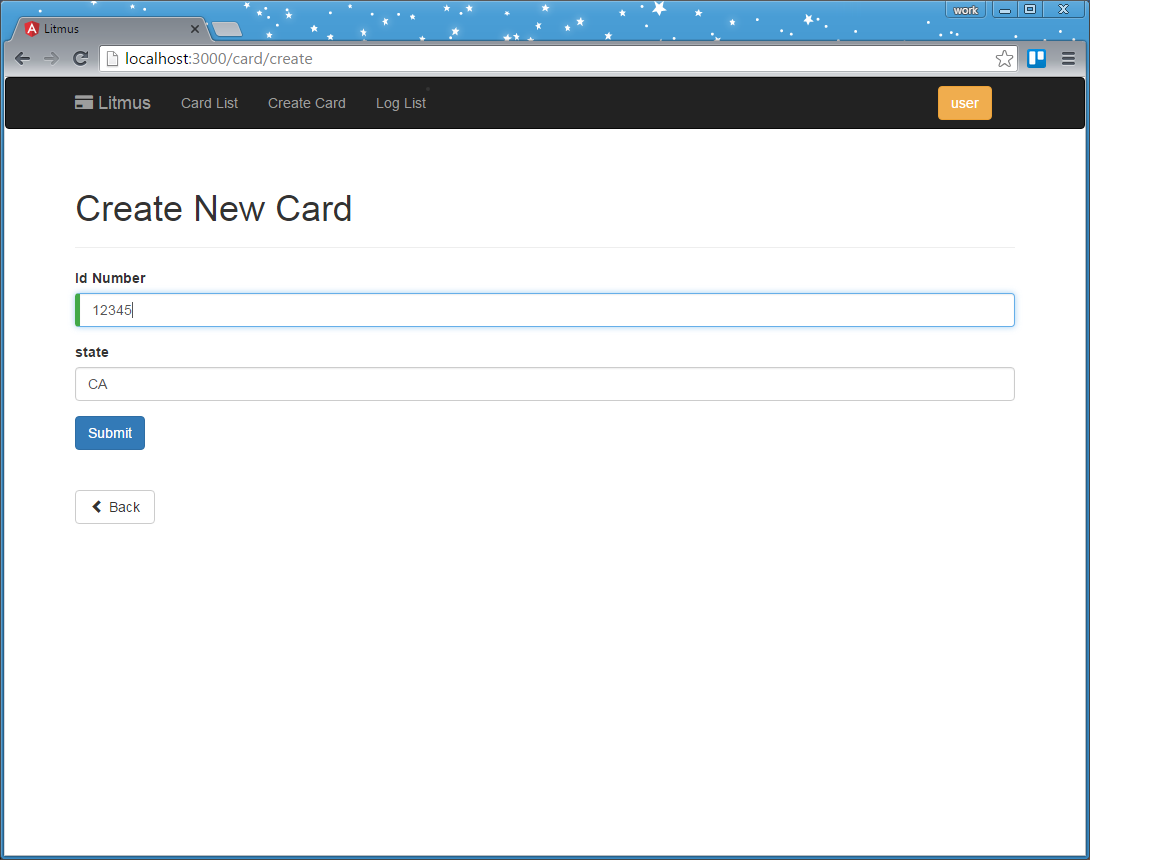 work
Litmus
localhost:3000/card/create
Litmus Card List Create Card Log List user
Create New Card
Id Number
12345
state
CA
Submit
Back